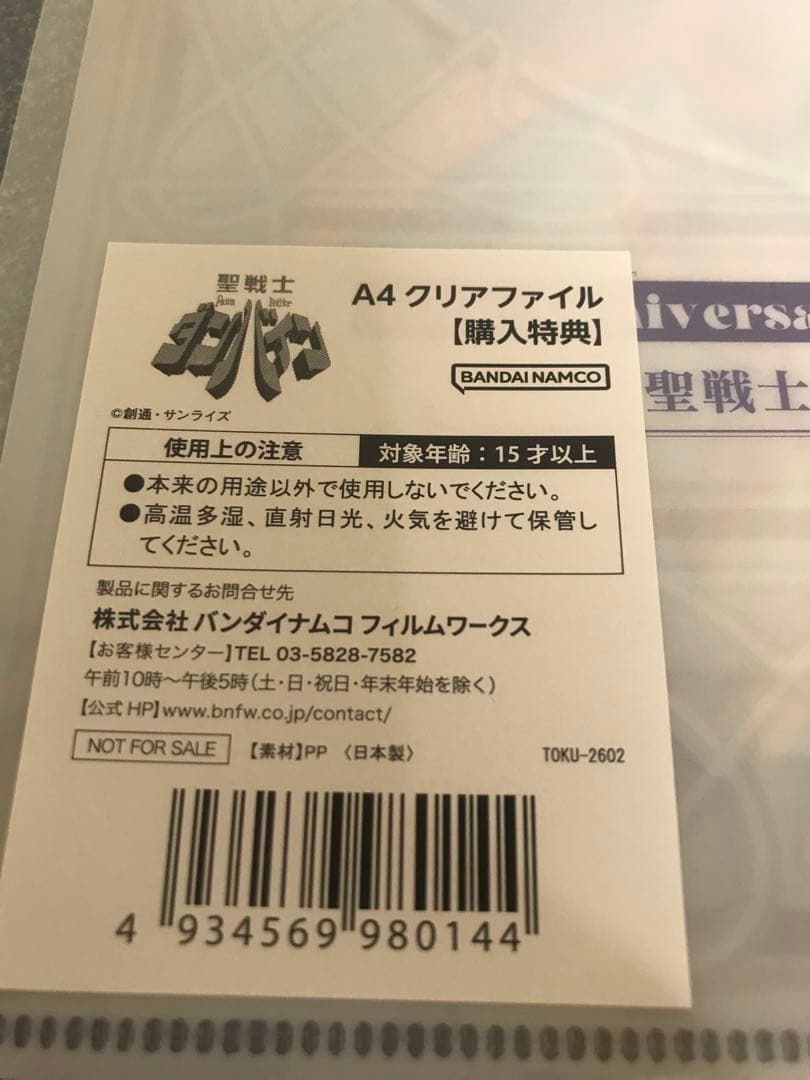 聖戦士
Aura Battler
ダンバイン
A4 クリアファイル
【購入特典】
BANDAI NAMCO
©創通・サンライズ
使用上の注意
対象年齢：15才以上
●本来の用途以外で使用しないでください。
●高温多湿、直射日光、火気を避けて保管し
てください。
製品に関するお問合せ先
株式会社 バンダイナムコ フィルムワークス
【お客様センター】TEL 03-5828-7582
午前10時〜午後5時（土・日・祝日・年末年始を除く）
【公式 HP】www.bnfw.co.jp/contact/
NOT FOR SALE
【素材】PP 〈日本製〉
TOKU-2602
4 934569 980144
niversa
聖戦士